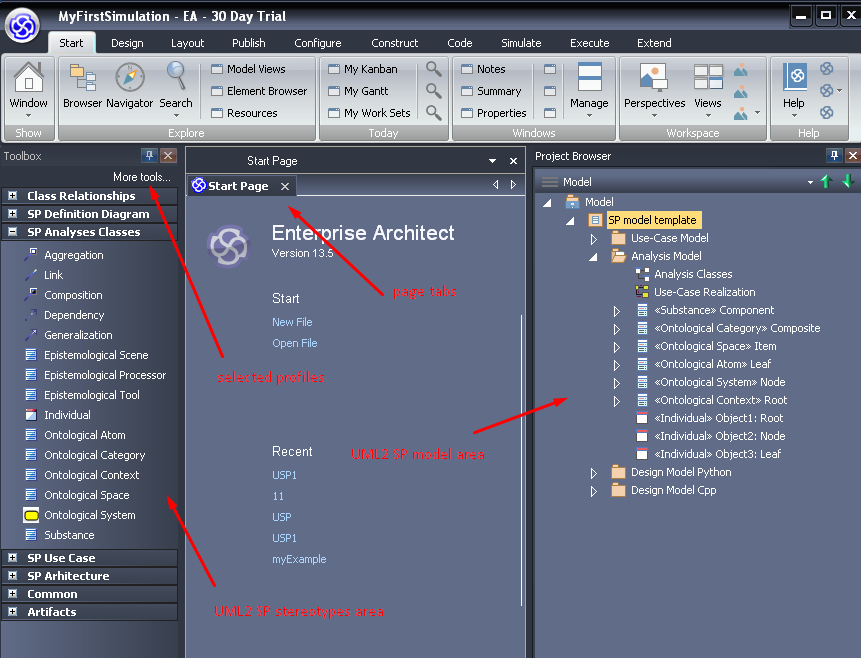 MyFirstSimulation - EA - 30 Day Trial
Start Design Layout Publish Configure Construct Code Simulate Execute Extend
Window
Show
Browser Navigator Search
Model Views
Element Browser
Resources
Explore
My Kanban
My Gantt
My Work Sets
Today
Notes
Summary
Properties
Manage
Windows
Perspectives Views
Workspace
Help
Help
Toolbox
More tools...
Class Relationships
SP Definition Diagram
SP Analyses Classes
Aggregation
Link
Composition
Dependency
Generalization
Epistemological Scene
Epistemological Processor
Epistemological Tool
Individual
Ontological Atom
Ontological Category
Ontological Context
Ontological Space
Ontological System
Substance
SP Use Case
SP Arhitecture
Common
Artifacts
Start Page
Start Page
Enterprise Architect
Version 13.5
Start
New File
Open File
Recent
USP1
11
USP
USP1
myExample
page tabs
selected profiles
UML2 SP model area
UML2 SP stereotypes area
Project Browser
Model
Model
SP model template
Use-Case Model
Analysis Model
Analysis Classes
Use-Case Realization
«Substance» Component
«Ontological Category» Composite
«Ontological Space» Item
«Ontological Atom» Leaf
«Ontological System» Node
«Ontological Context» Root
«Individual» Object1: Root
«Individual» Object2: Node
«Individual» Object3: Leaf
Design Model Python
Design Model Cpp